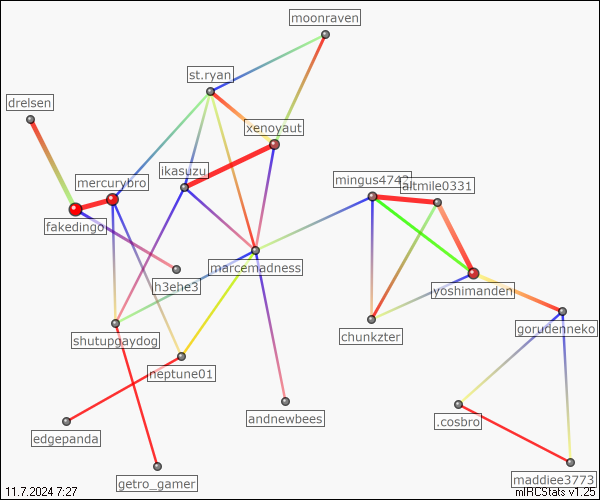 moonraven
st.ryan
drelsen
xenoyaut
ikasuzu
mingus4742
altmile0331
mercurybro
fakedingo
marcemadness
h3ehe3
yoshimanden
gorudenneko
shutupgaydog
chunkzter
neptune01
andnewbees
.cosbro
edgepanda
maddiee3773
getro_gamer
11.7.2024 7:27
mIRCStats v1.25